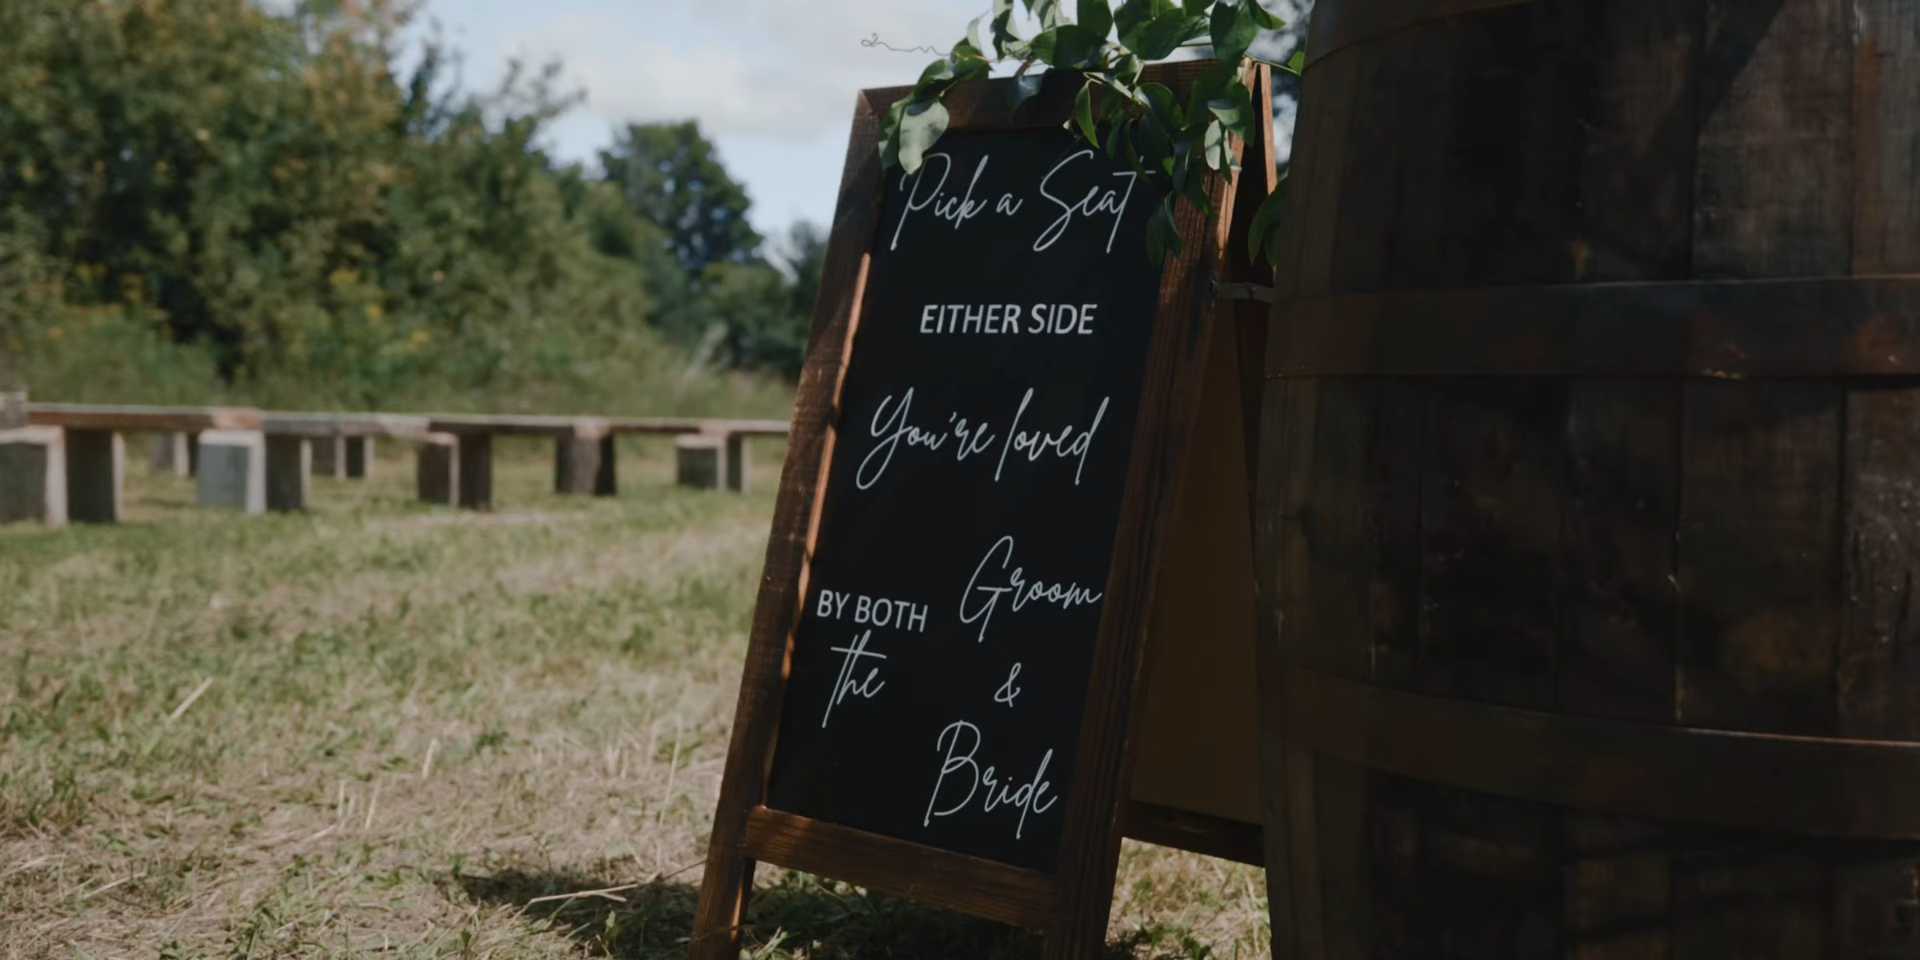 Pick a Seat
EITHER SIDE
You're loved
BY BOTH
the
Groom
&
Bride